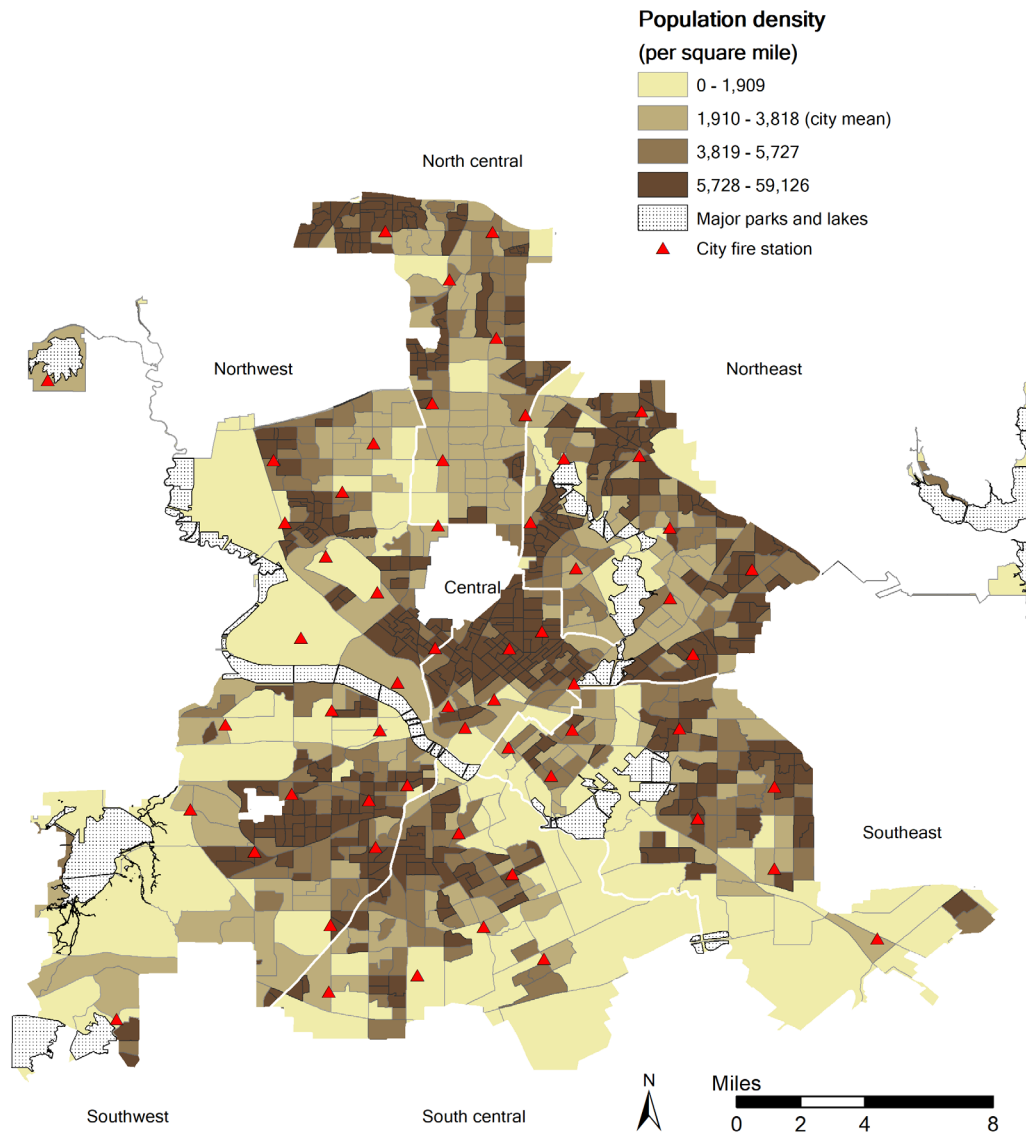 Population density
(per square mile)
0 - 1,909
1,910 - 3,818 (city mean)
3,819 - 5,727
5,728 - 59,126
Major parks and lakes
City fire station
North central
Northwest
Northeast
Central
Southeast
Southwest
South central
N
Miles
0 2 4 8